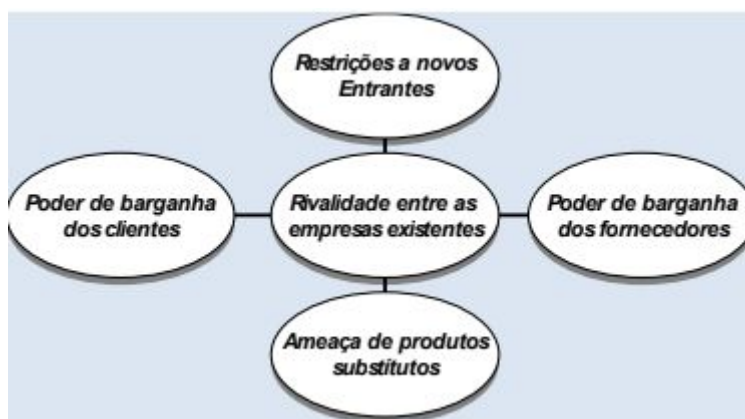 Restrições a novos
Entrantes
Poder de barganha
dos clientes
Rivalidade entre as
empresas existentes
Poder de barganha
dos fornecedores
Ameaça de produtos
substítutos